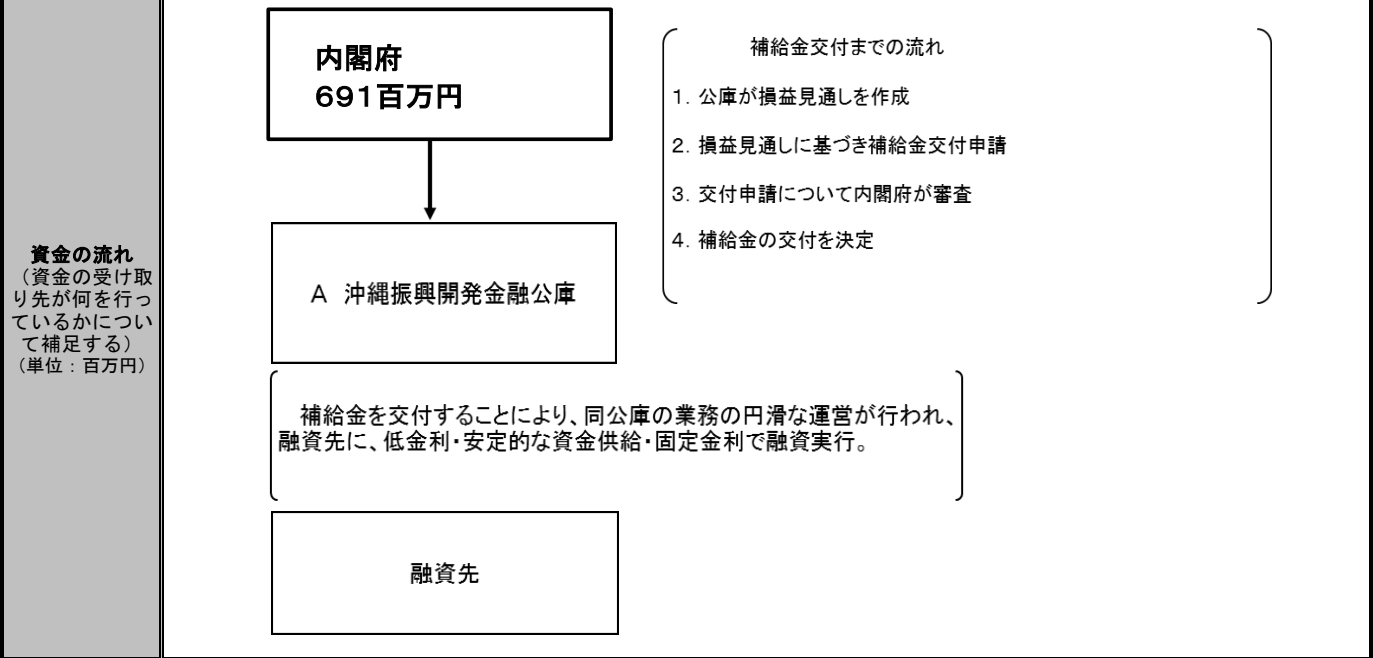 資金の流れ
（資金の受け取
り先が何を行っ
ているかについ
て補足する）
（単位：百万円）
内閣府
６９１百万円
補給金交付までの流れ
１．公庫が損益見通しを作成
２．損益見通しに基づき補給金交付申請
３．交付申請について内閣府が審査
４．補給金の交付を決定
Ａ　沖縄振興開発金融公庫
補給金を交付することにより、同公庫の業務の円滑な運営が行われ、
融資先に、低金利・安定的な資金供給・固定金利で融資実行。
融資先